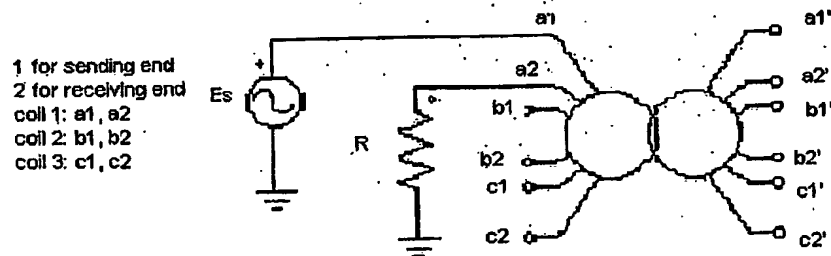 1 for sending end
2 for receiving end
coil 1: a1, a2
coil 2: b1, b2
coil 3: c1, c2
+
Es
R
a1
a2
b1
b2
c1
c2
a1'
a2'
b1'
b2'
c1'
c2'